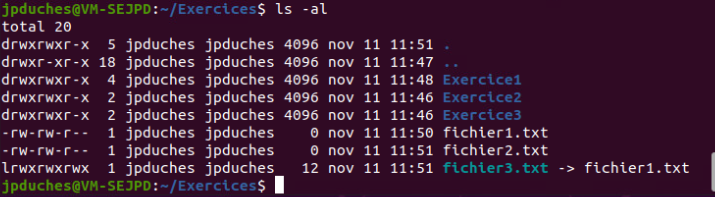 jpduches@VM-SEJPD:~/Exercices$ ls -al
total 20
drwxrwxr-x  5 jpduches jpduches 4096 nov 11 11:51 .
drwxr-xr-x 18 jpduches jpduches 4096 nov 11 11:47 ..
drwxrwxr-x  4 jpduches jpduches 4096 nov 11 11:48 Exercice1
drwxrwxr-x  2 jpduches jpduches 4096 nov 11 11:46 Exercice2
drwxrwxr-x  2 jpduches jpduches 4096 nov 11 11:46 Exercice3
-rw-rw-r--  1 jpduches jpduches    0 nov 11 11:50 fichier1.txt
-rw-rw-r--  1 jpduches jpduches    0 nov 11 11:51 fichier2.txt
lrwxrwxrwx  1 jpduches jpduches   12 nov 11 11:51 fichier3.txt -> fichier1.txt
jpduches@VM-SEJPD:~/Exercices$